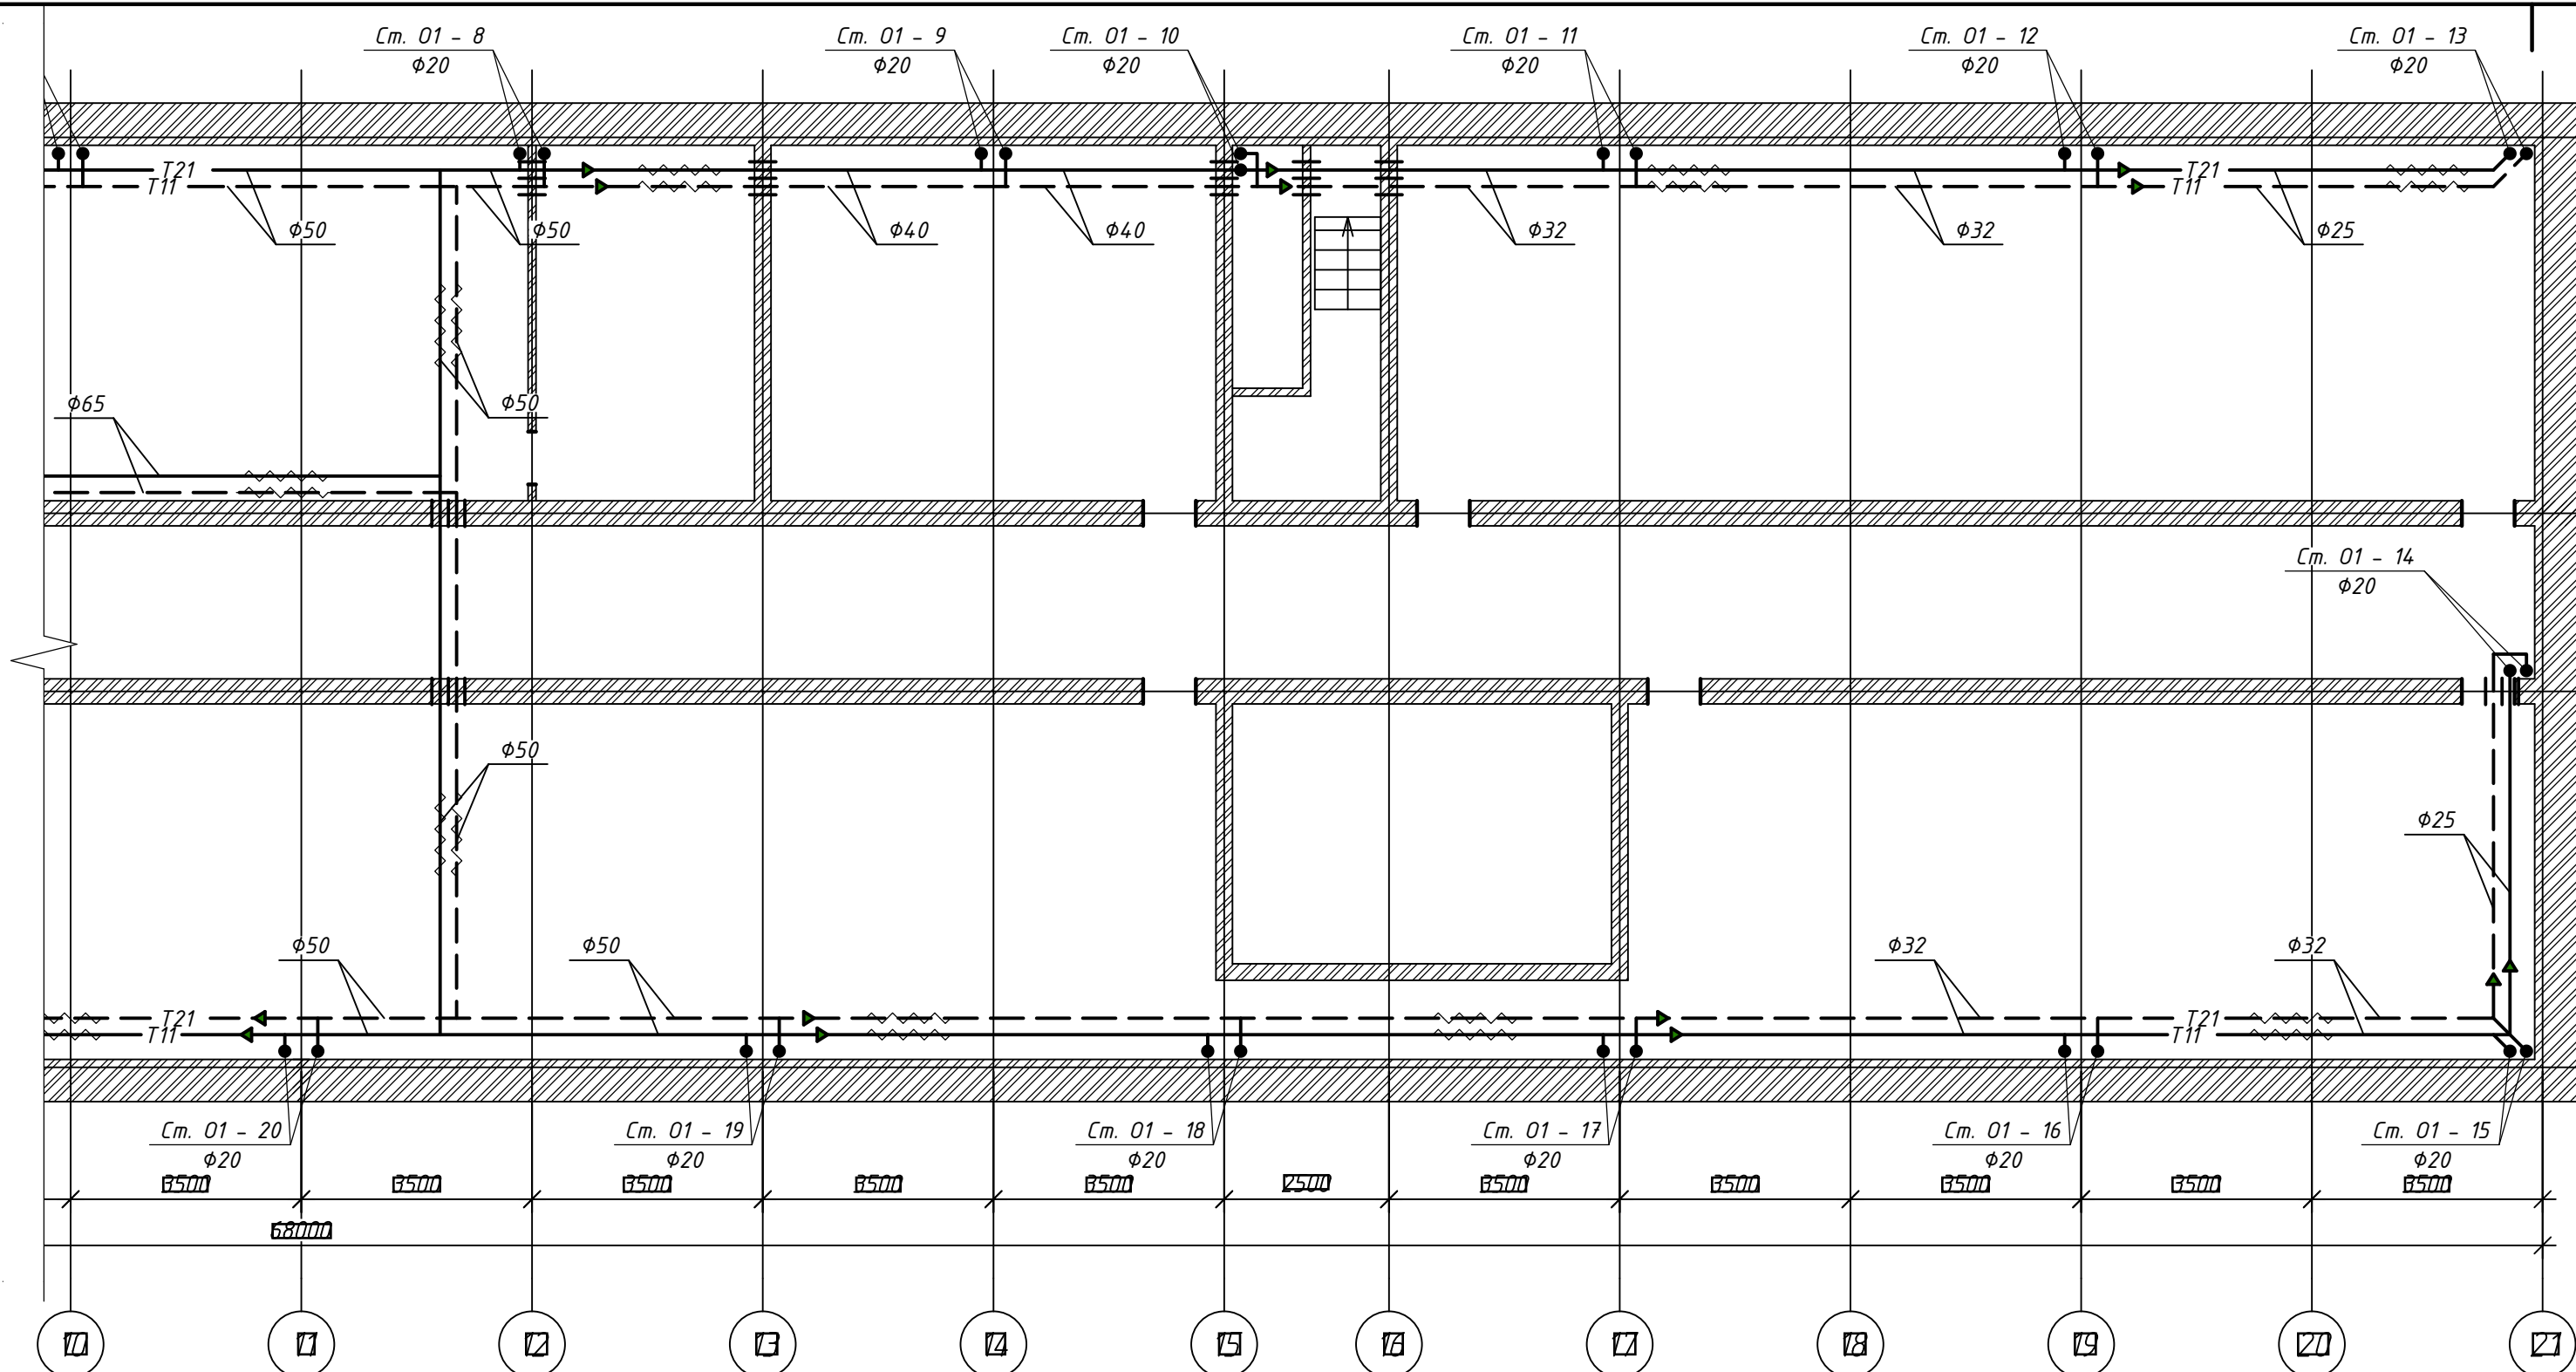 Ст. 01 - 8
ф20
Ст. 01 - 9
ф20
Ст. 01 - 10
ф20
Ст. 01 - 11
ф20
Ст. 01 - 12
ф20
Ст. 01 - 13
ф20
Т21
Т11
Т21
Т11
ф50
ф50
ф40
ф40
ф32
ф32
ф25
ф65
ф50
Ст. 01 - 14
ф20
ф50
ф25
ф50
ф50
ф32
ф32
Т21
Т11
Т21
Т11
Ст. 01 - 20
ф20
Ст. 01 - 19
ф20
Ст. 01 - 18
ф20
Ст. 01 - 17
ф20
Ст. 01 - 16
ф20
Ст. 01 - 15
ф20
3500
3500
3500
3500
3500
2500
3500
3500
3500
3500
3500
68000
10
11
12
13
14
15
16
17
18
19
20
21